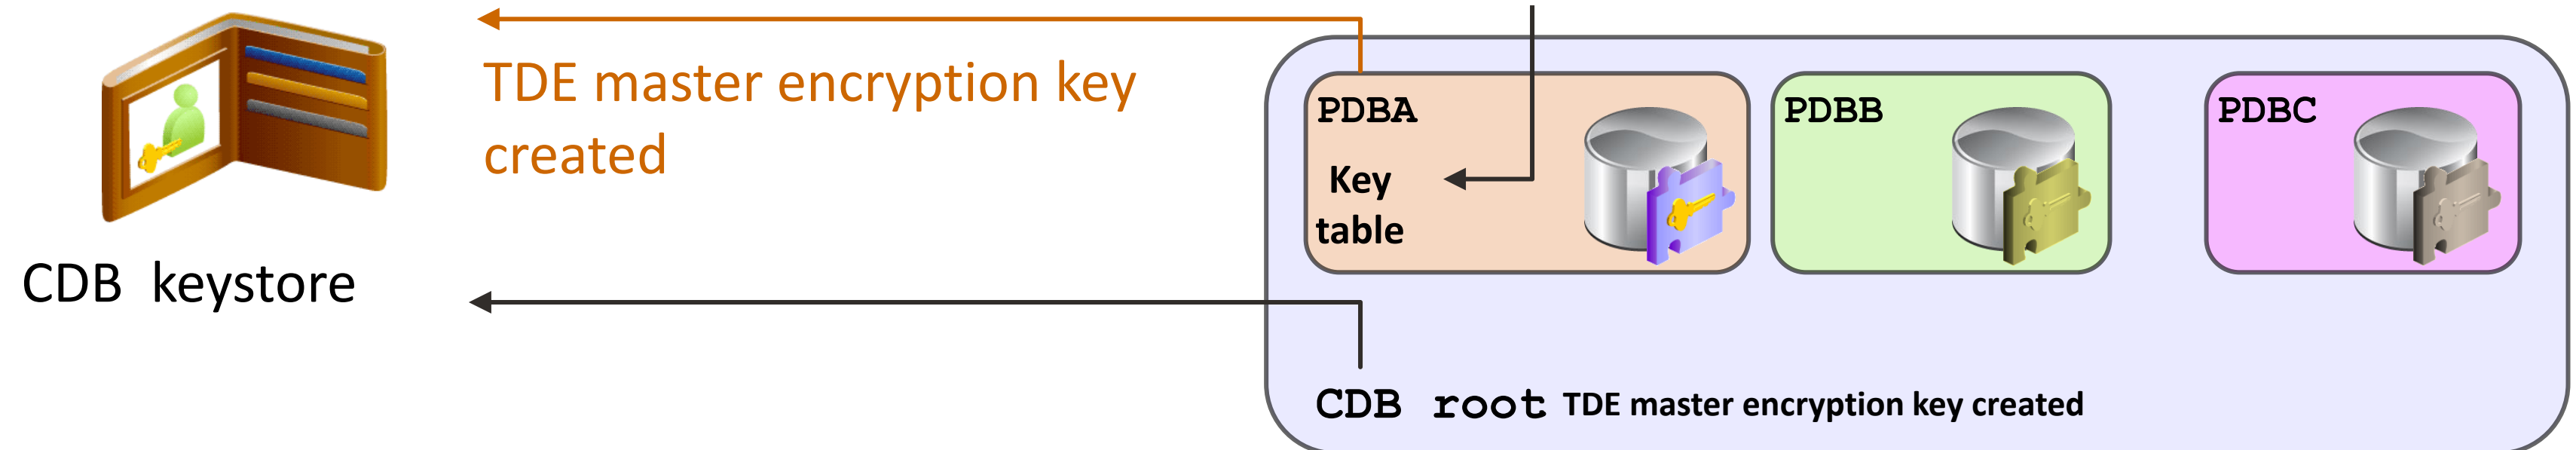 TDE master encryption key
created
CDB keystore
PDBA
Key
table
PDBB
PDBC
CDB root TDE master encryption key created